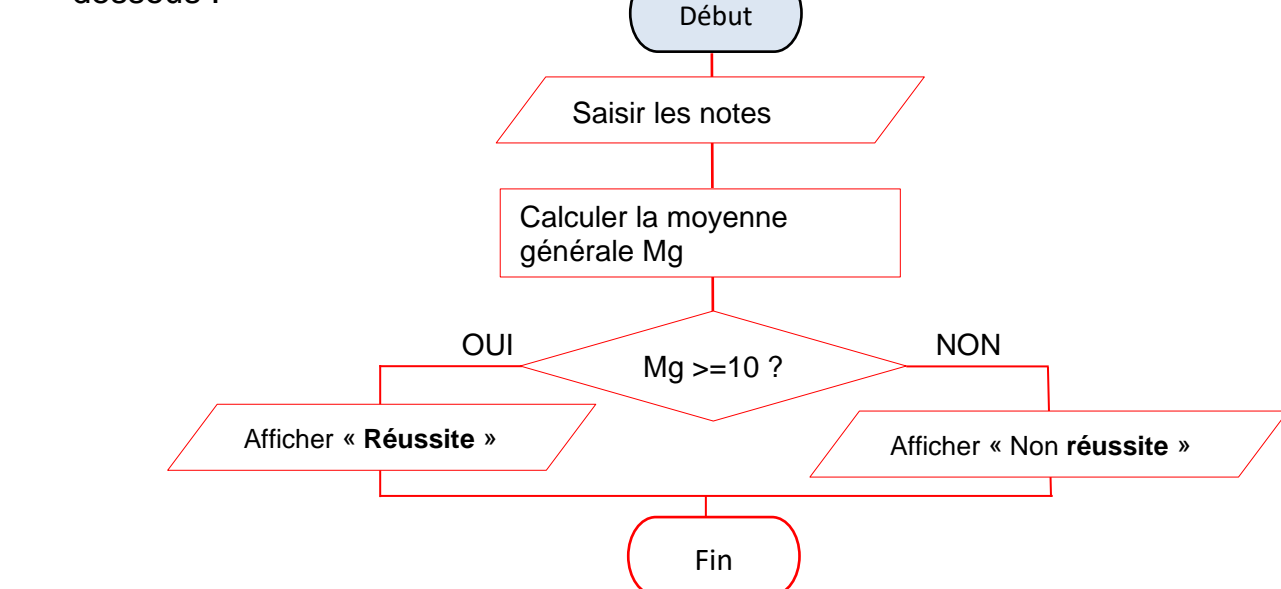 dessous :
Début
Saisir les notes
Calculer la moyenne
générale Mg
OUI
NON
Mg >=10 ?
Afficher « Réussite »
Afficher « Non réussite »
Fin